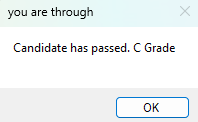 you are through
Candidate has passed. C Grade
OK